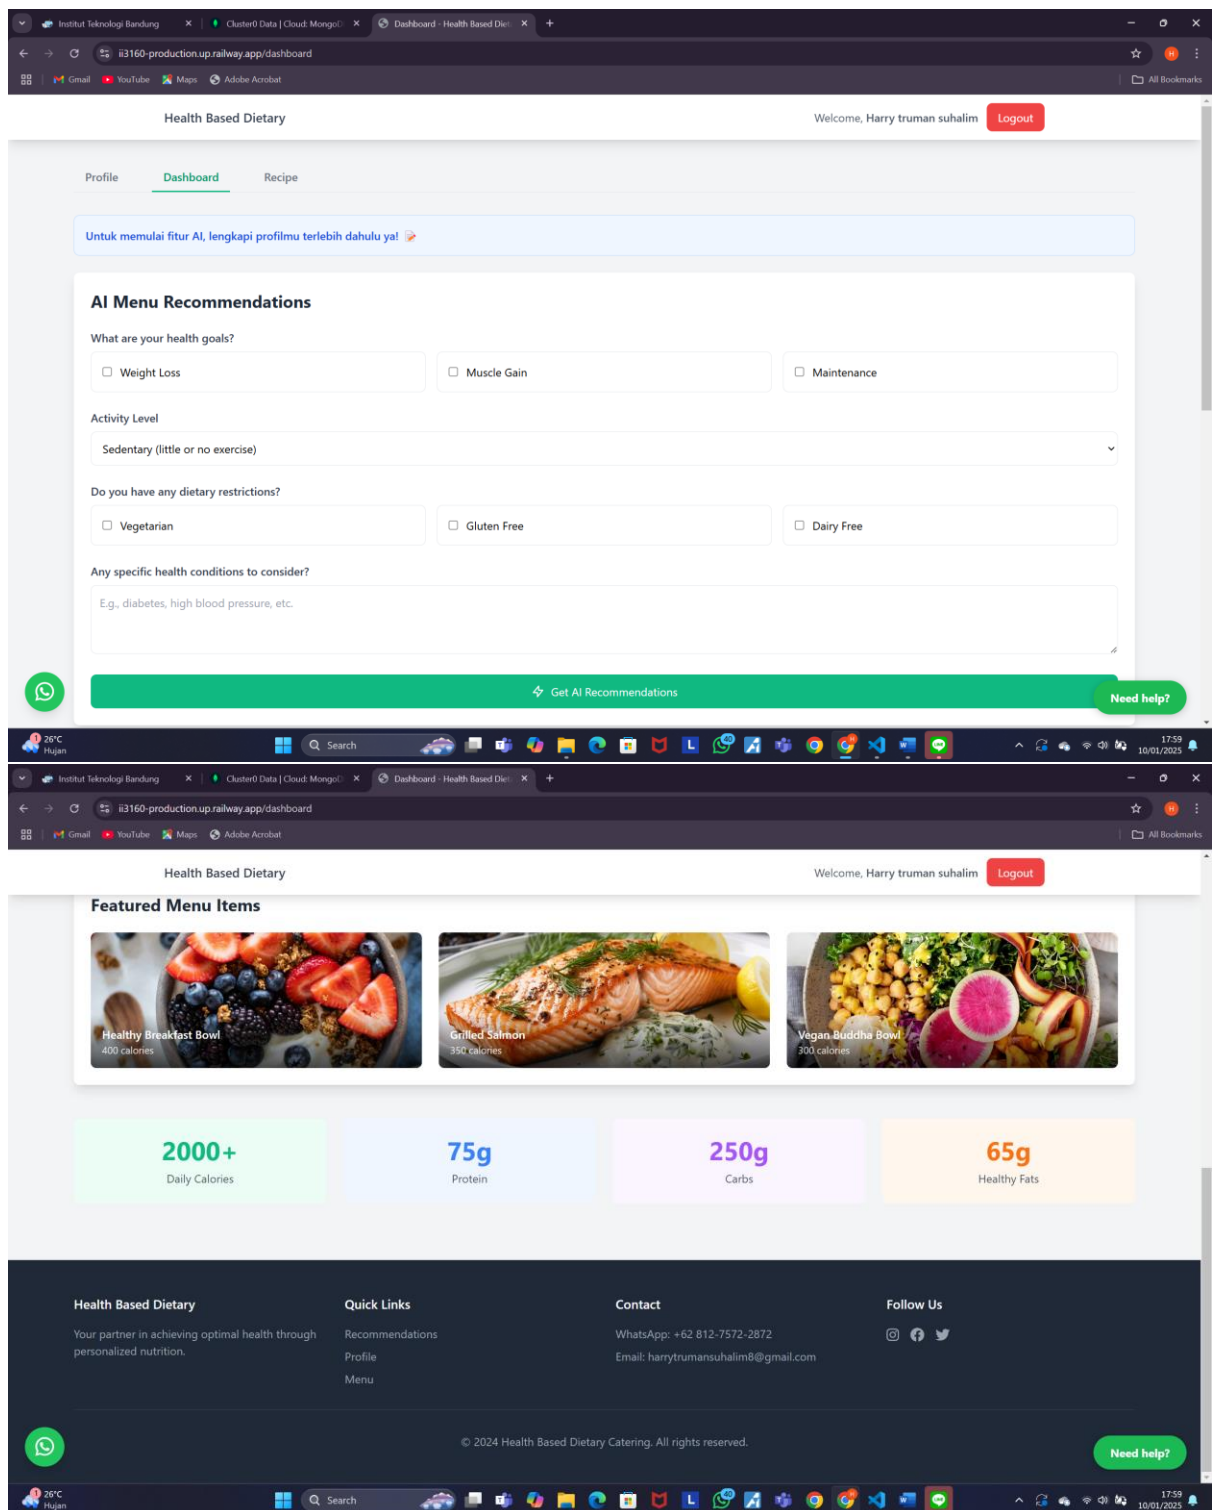 Institut Teknologi Bandung
Cluster0 Data | Cloud: MongoD
Dashboard - Health Based Diet
ii3160-production.up.railway.app/dashboard
Gmail YouTube Maps Adobe Acrobat All Bookmarks
Health Based Dietary Welcome, Harry truman suhalim Logout
Profile Dashboard Recipe
Untuk memulai fitur AI, lengkapi profilmu terlebih dahulu ya!
AI Menu Recommendations
What are your health goals?
Weight Loss Muscle Gain Maintenance
Activity Level
Sedentary (little or no exercise)
Do you have any dietary restrictions?
Vegetarian Gluten Free Dairy Free
Any specific health conditions to consider?
E.g., diabetes, high blood pressure, etc.
Get AI Recommendations
Need help?
26°C
Hujan
Search
17:59
10/01/2025
Institut Teknologi Bandung
Cluster0 Data | Cloud: MongoD
Dashboard - Health Based Diet
ii3160-production.up.railway.app/dashboard
Gmail YouTube Maps Adobe Acrobat All Bookmarks
Health Based Dietary Welcome, Harry truman suhalim Logout
Featured Menu Items
Healthy Breakfast Bowl
400 calories
Grilled Salmon
350 calories
Vegan Buddha Bowl
300 calories
2000+
Daily Calories
75g
Protein
250g
Carbs
65g
Healthy Fats
Health Based Dietary
Your partner in achieving optimal health through
personalized nutrition.
Quick Links
Recommendations
Profile
Menu
Contact
WhatsApp: +62 812-7572-2872
Email: harrytrumansuhalim8@gmail.com
Follow Us
© 2024 Health Based Dietary Catering. All rights reserved.
Need help?
26°C
Hujan
Search
17:59
10/01/2025